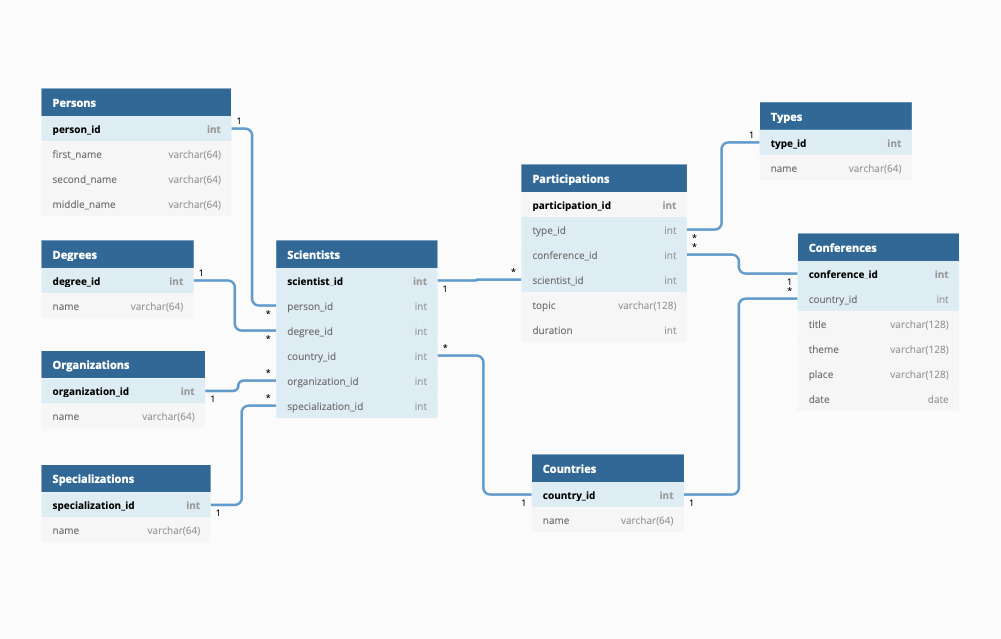 Persons
person_id int
first_name varchar(64)
second_name varchar(64)
middle_name varchar(64)
1
Degrees
degree_id int
name varchar(64)
1
Organizations
organization_id int
name varchar(64)
1
Specializations
specialization_id int
name varchar(64)
1
Scientists
scientist_id int
person_id int
degree_id int
country_id int
organization_id int
specialization_id int
*
*
*
*
1
*
Participations
participation_id int
type_id int
conference_id int
scientist_id int
topic varchar(128)
duration int
*
*
*
Countries
country_id int
name varchar(64)
1
1
Types
type_id int
name varchar(64)
1
Conferences
conference_id int
country_id int
title varchar(128)
theme varchar(128)
place varchar(128)
date date
1
*